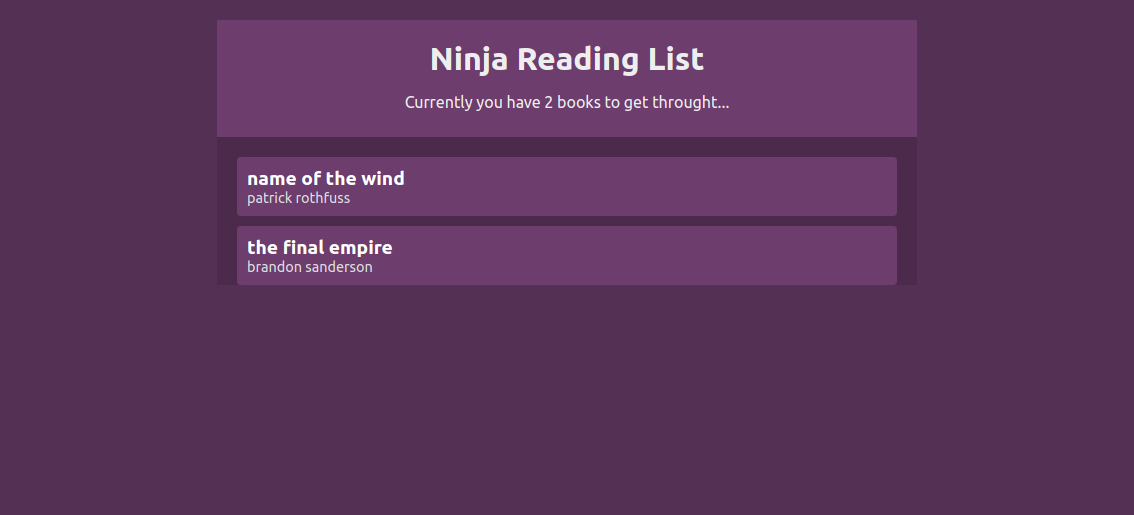 Ninja Reading List
Currently you have 2 books to get throught...
name of the wind
patrick rothfuss
the final empire
brandon sanderson